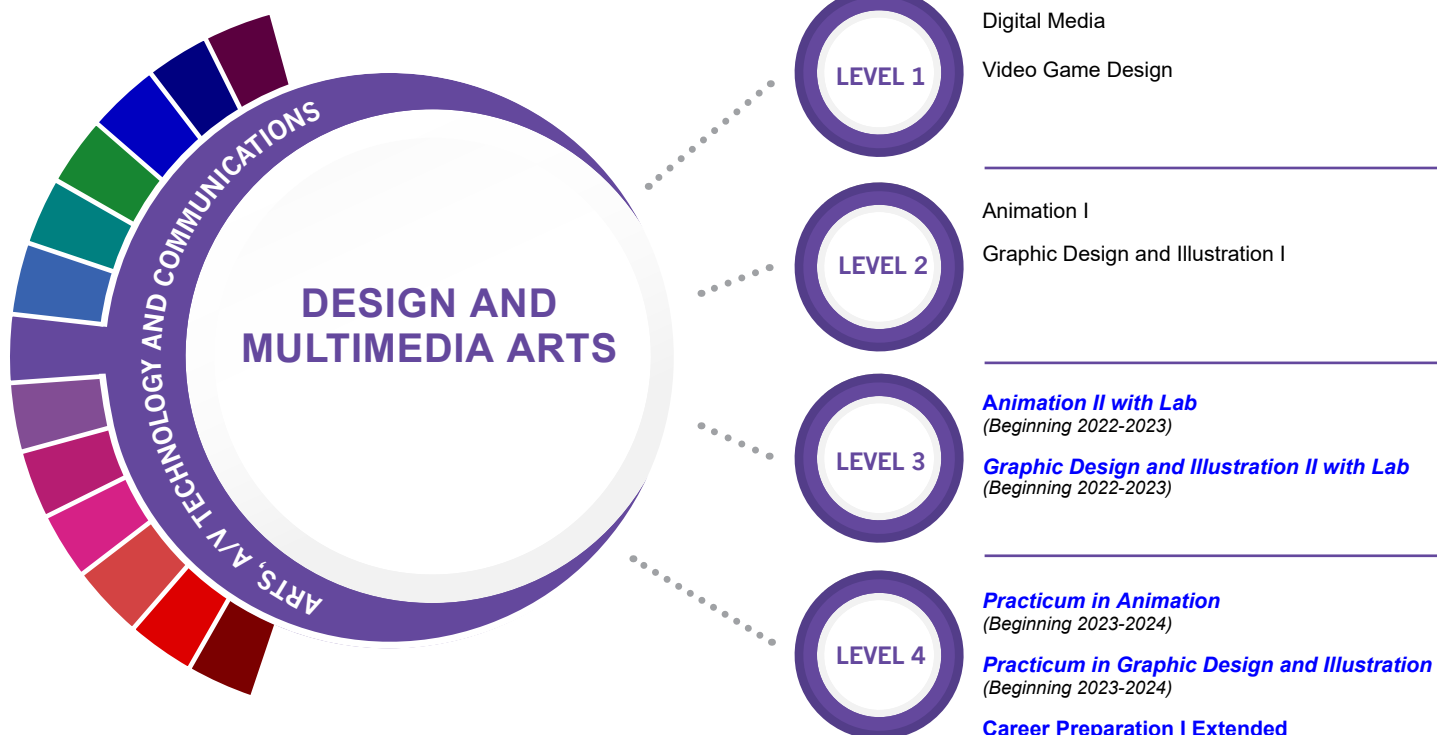 ARTS, A/V TECHNOLOGY AND COMMUNICATIONS
DESIGN AND
MULTIMEDIA ARTS
LEVEL 1
Digital Media
Video Game Design
LEVEL 2
Animation I
Graphic Design and Illustration I
LEVEL 3
Animation II with Lab
(Beginning 2022-2023)
Graphic Design and Illustration II with Lab
(Beginning 2022-2023)
LEVEL 4
Practicum in Animation
(Beginning 2023-2024)
Practicum in Graphic Design and Illustration
(Beginning 2023-2024)
Career Preparation I Extended